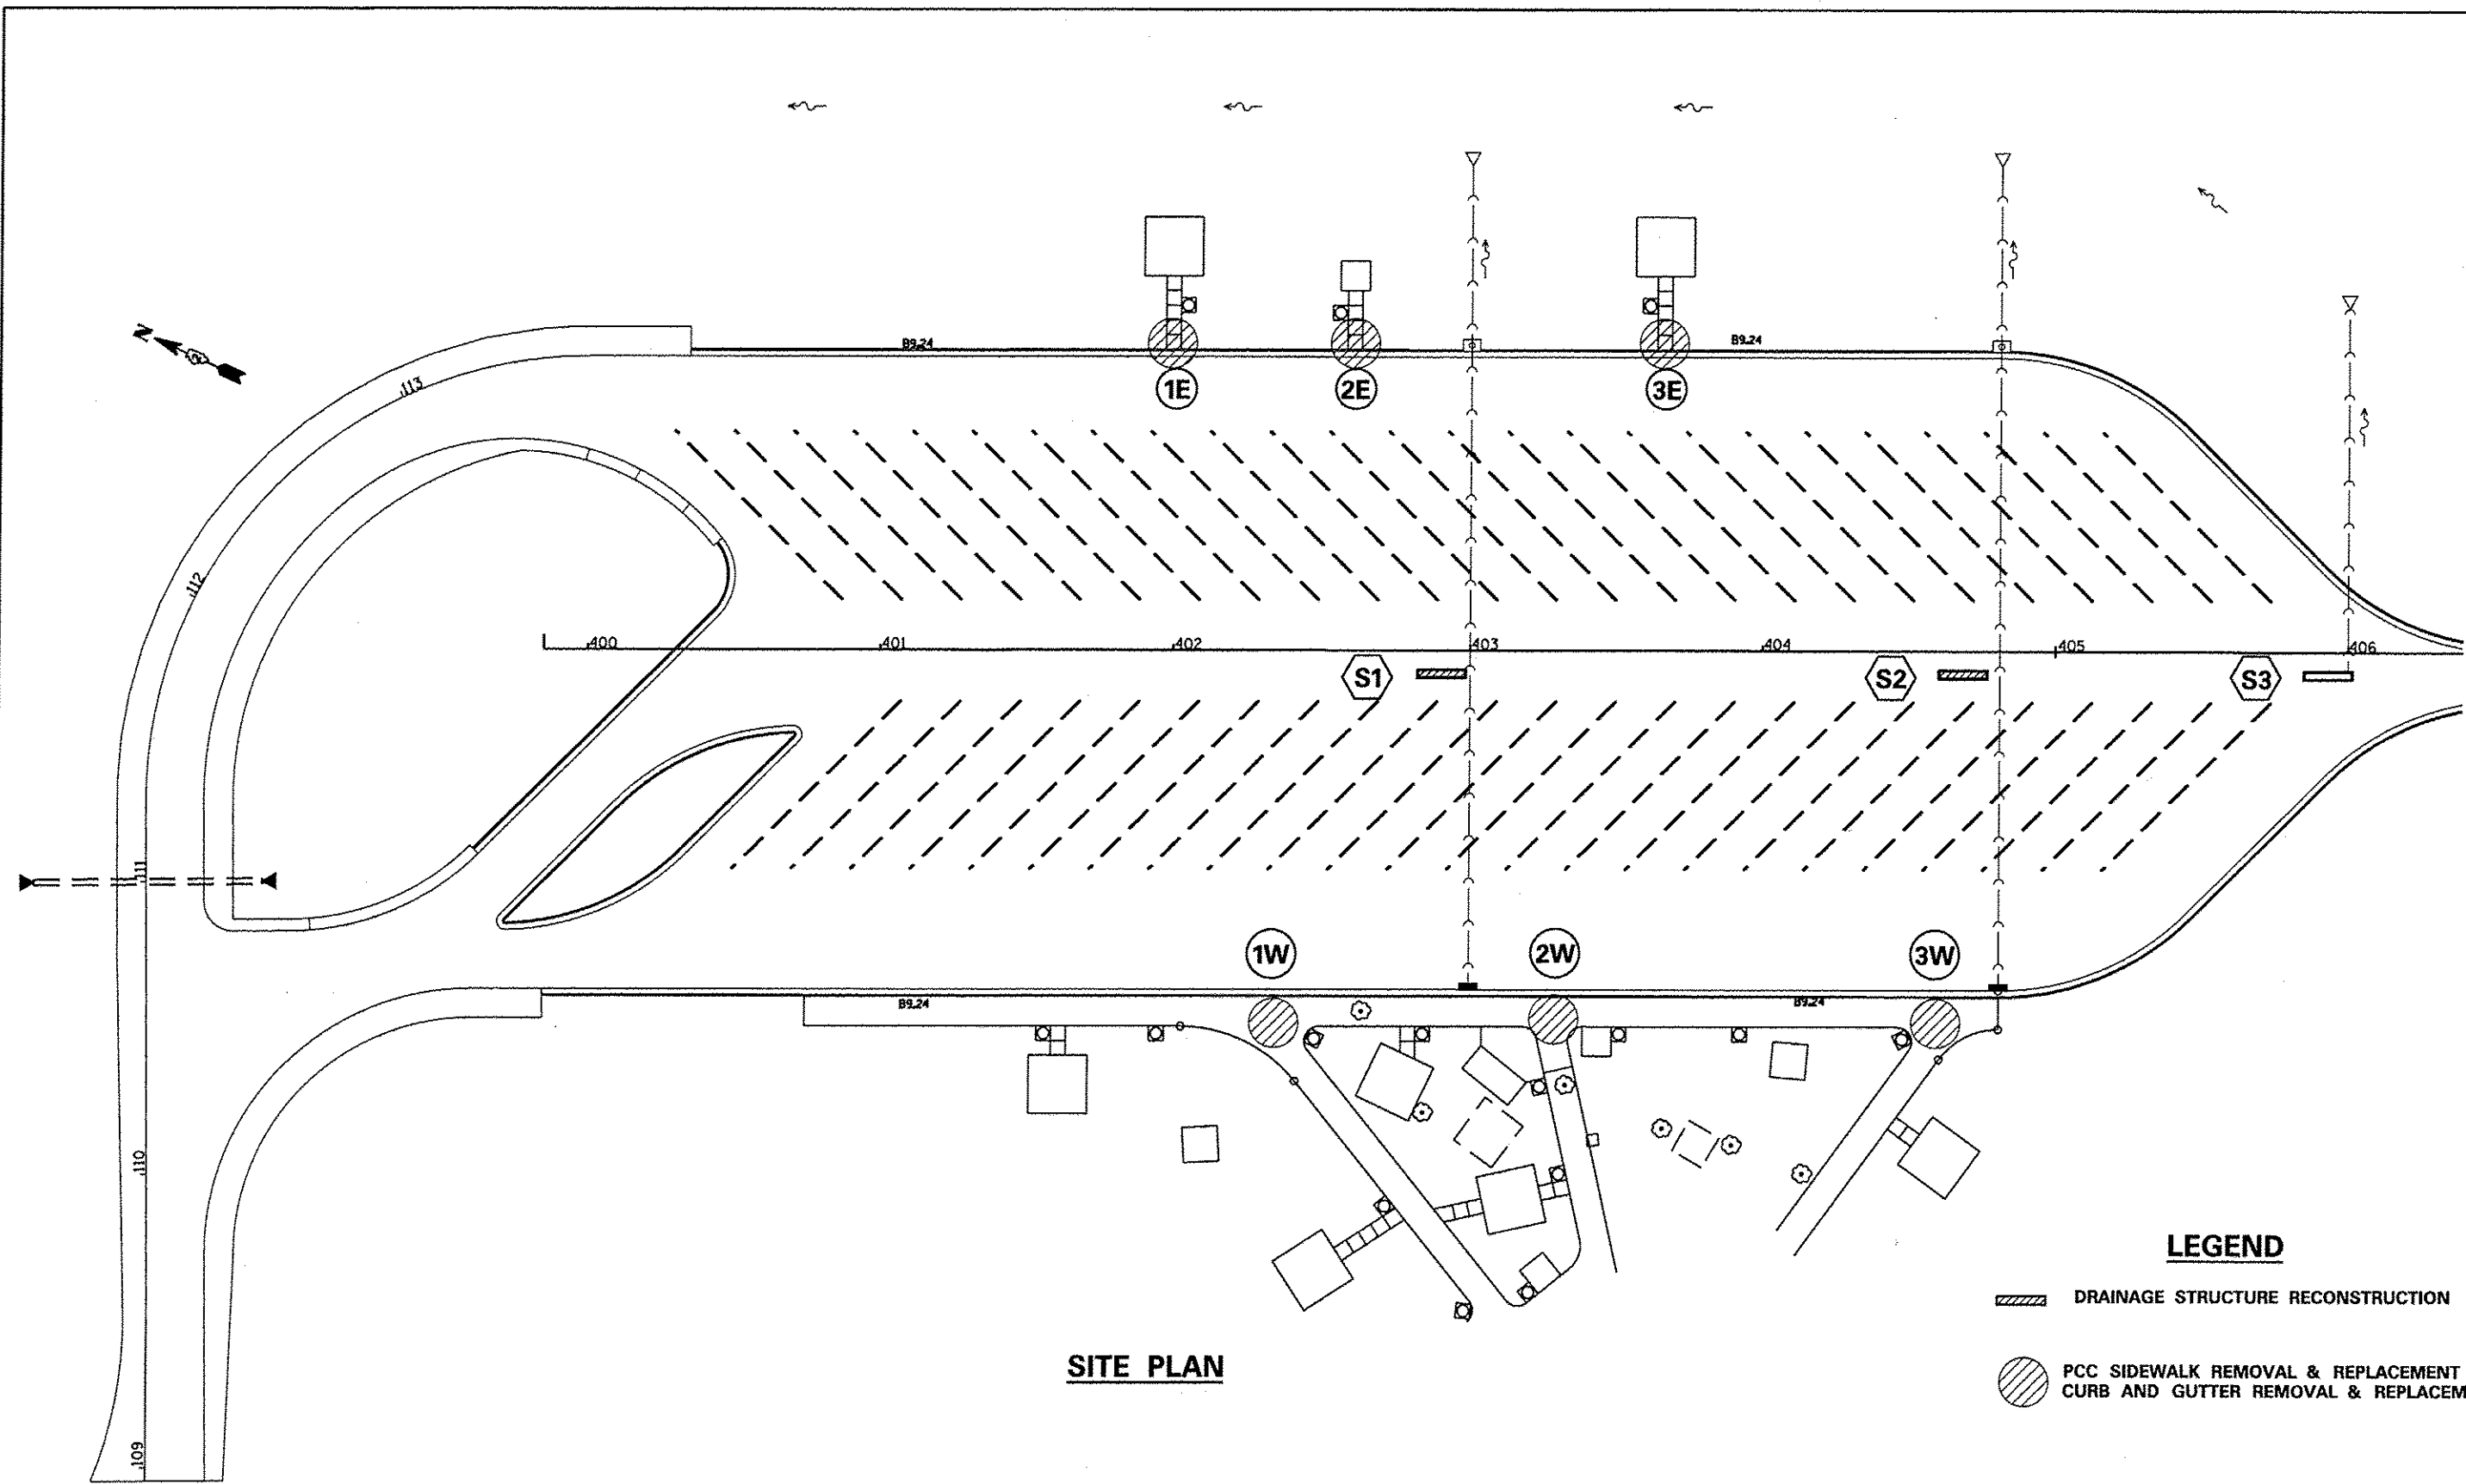 N
B9.24
B9.24
1E
2E
3E
113
112
400
401
402
403
404
405
406
S1
S2
S3
111
1W
2W
3W
B9.24
B9.24
110
LEGEND
DRAINAGE STRUCTURE RECONSTRUCTION
SITE PLAN
PCC SIDEWALK REMOVAL & REPLACEMENT
CURB AND GUTTER REMOVAL & REPLACEM
109